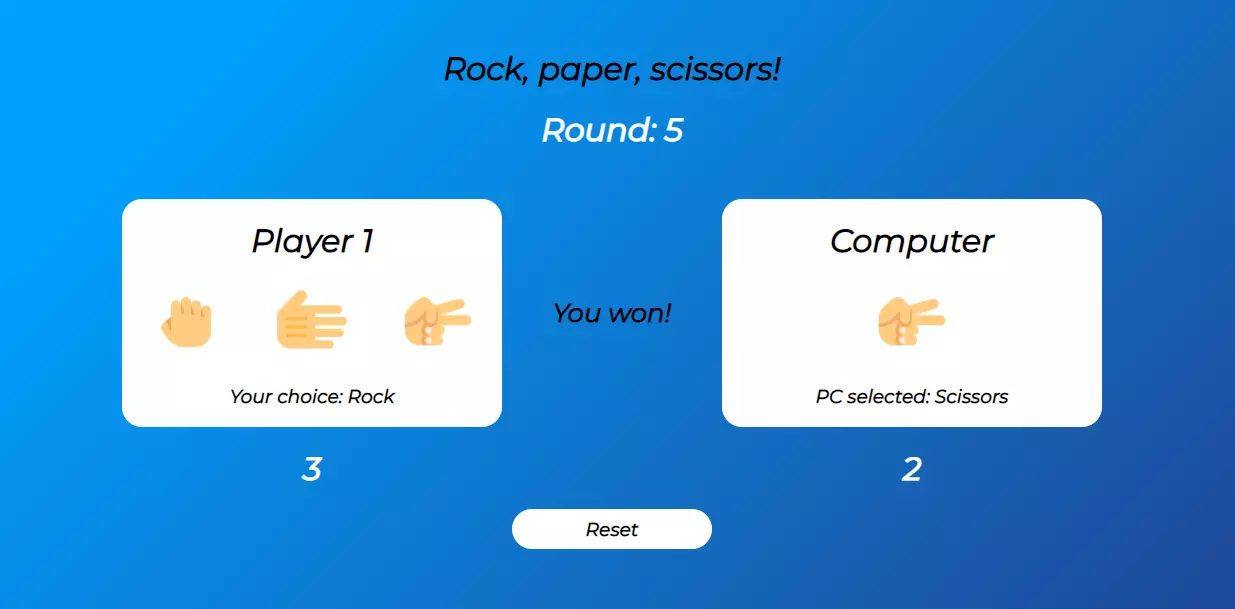 Rock, paper, scissors!
Round: 5
Player 1
Your choice: Rock
3
You won!
Computer
PC selected: Scissors
2
Reset